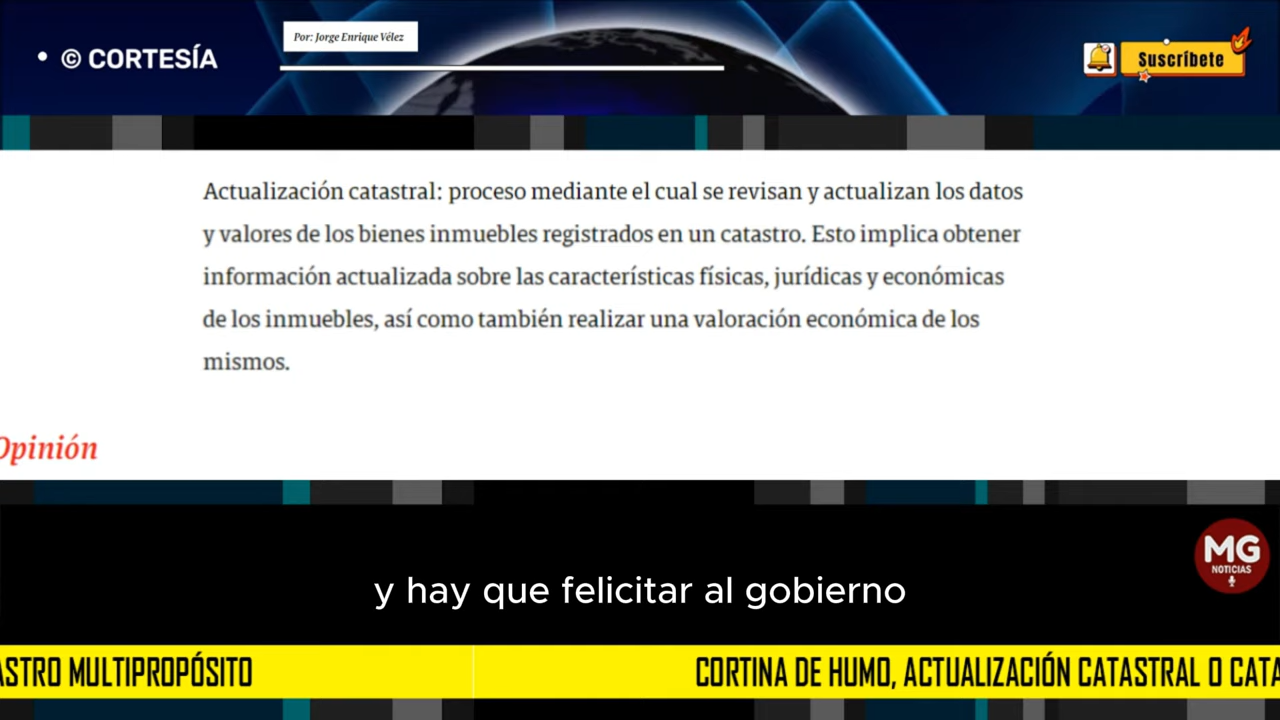 • © CORTESÍA
Por: Jorge Enrique Vélez
Suscríbete
Actualización catastral: proceso mediante el cual se revisan y actualizan los datos
y valores de los bienes inmuebles registrados en un catastro. Esto implica obtener
información actualizada sobre las características físicas, jurídicas y económicas
de los inmuebles, así como también realizar una valoración económica de los
mismos.
Opinión
MG
NOTICIAS
y hay que felicitar al gobierno
ASTRO MULTIPROPÓSITO
CORTINA DE HUMO, ACTUALIZACIÓN CATASTRAL O CATA